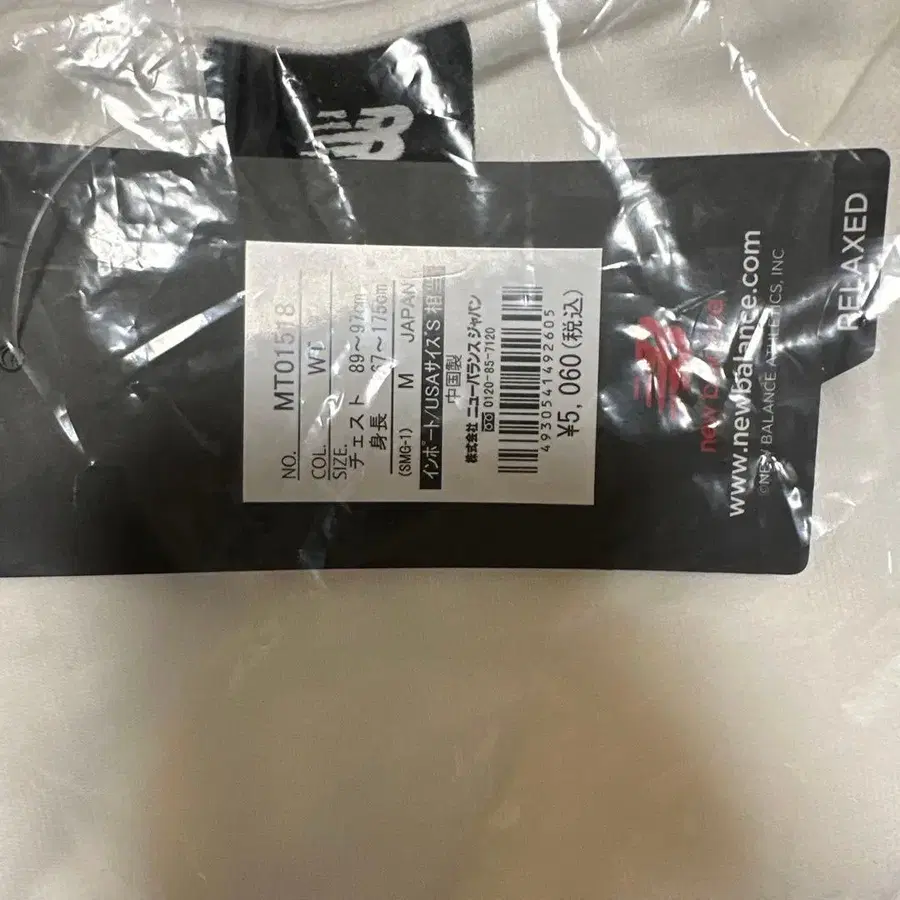 NO. MT01518
COL. WT
SIZE.
チェスト 89～97cm
身長 67～175cm
(SMG-1) M JAPAN
インポート/USAサイズ:S 相当
中国製
株式会社 ニューバランス ジャパン
0120-85-7120
4930541492605
¥5,060(税込)
new balance
www.newbalance.com
©NEW BALANCE ATHLETICS, INC
RELAXED